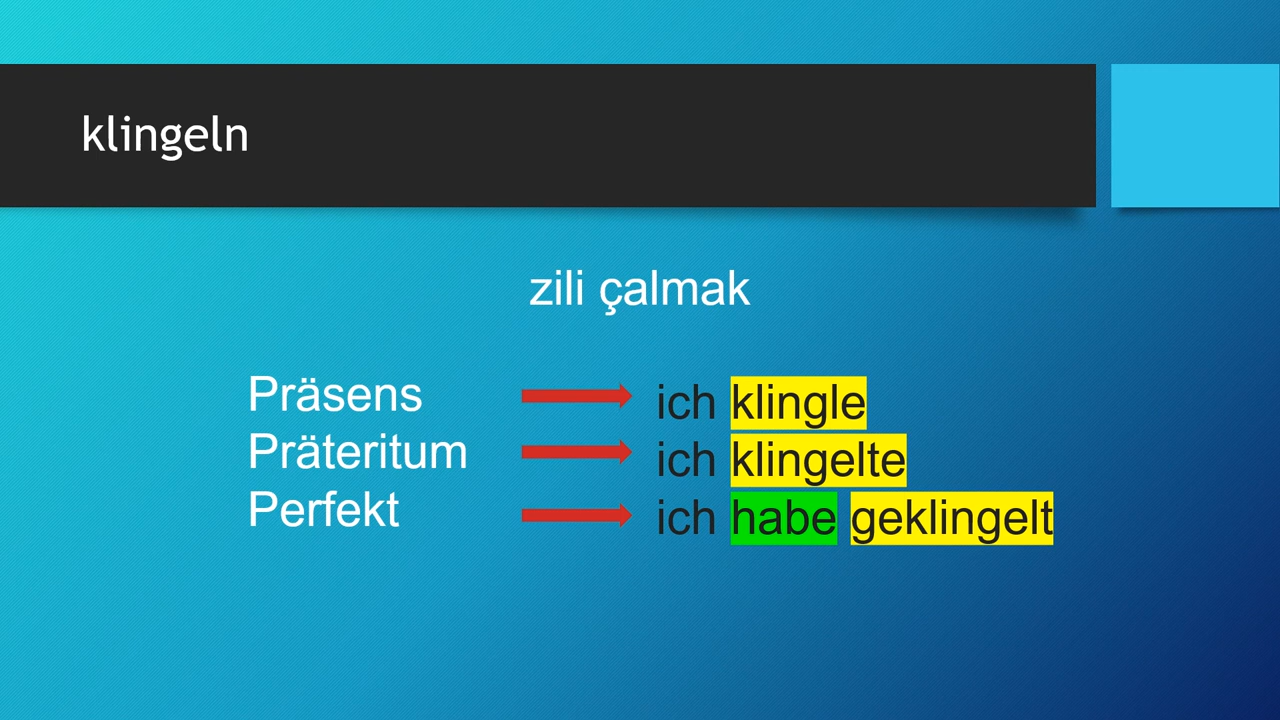 klingeln
zili çalmak
Präsens ich klingle
Präteritum ich klingelte
Perfekt ich habe geklingelt